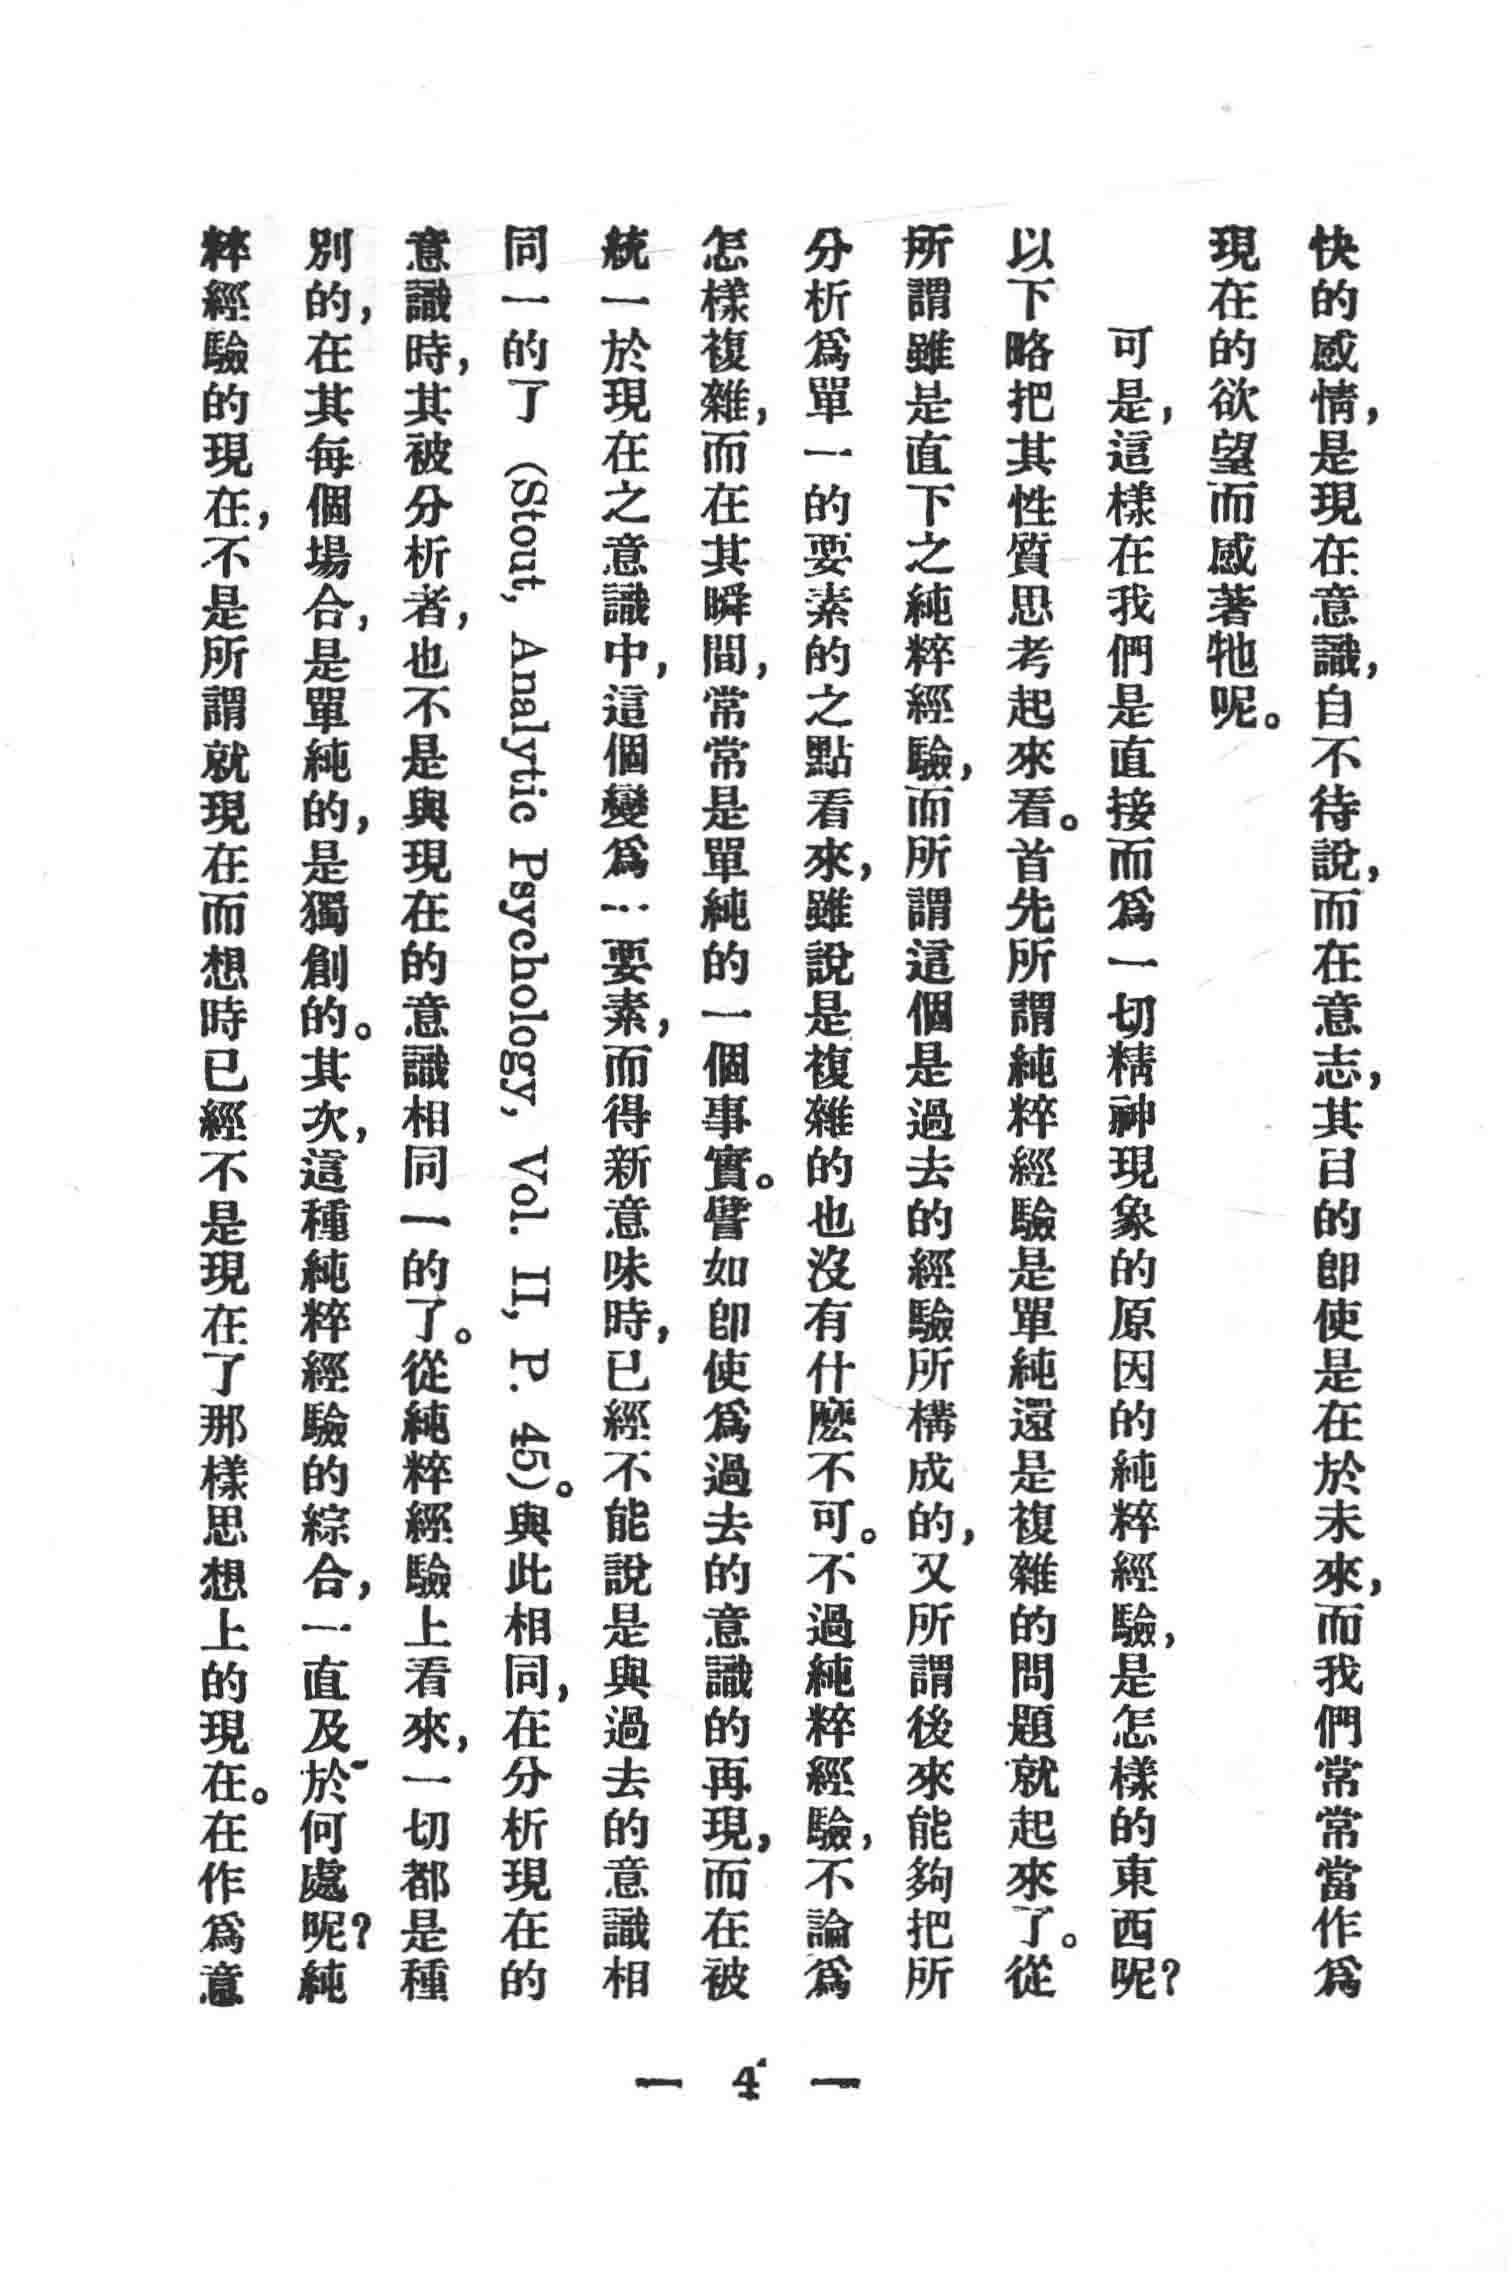 快的感情，是現在意識，自不待說，而在意志，其目的卽使是在於未來，而我們常常當作爲
現在的欲望而感著牠呢。
可是，這樣在我們是直接而爲一切精神現象的原因的純粹經驗，是怎樣的東西呢？
以下略把其性質思考起來看。首先所謂純粹經驗是單純還是複雜的問題就起來了。從
所謂雖是直下之純粹經驗，而所謂這個是過去的經驗所構成的，又所謂後來能夠把所
分析爲單一的要素的之點看來，雖說是複雜的也沒有什麼不可。不過純粹經驗，不論爲
怎樣複雜，而在其瞬間，常常是單純的一個事實。譬如卽使爲過去的意識的再現，而在被
統一於現在之意識中，這個變爲…要素，而得新意味時，已經不能說是與過去的意識相
同一的了 (Stout, Analytic Psychology, Vol. II, P. 45)。與此相同，在分析現在的
意識時，其被分析者，也不是與現在的意識相同一的了。從純粹經驗上看來，一切都是種
別的，在其每個場合，是單純的，是獨創的。其次，這種純粹經驗的綜合，一直及於何處呢？純
粹經驗的現在，不是所謂就現在而想時已經不是現在了那樣思想上的現在。在作爲意
— 4 —